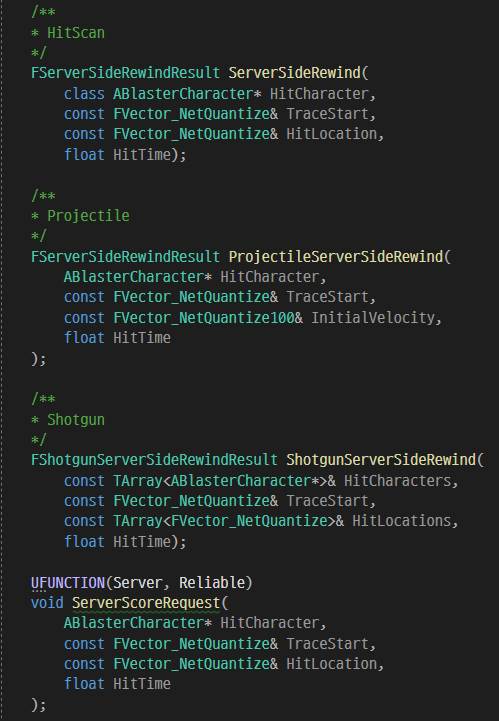 /**
* HitScan
*/
FServerSideRewindResult ServerSideRewind(
    class ABlasterCharacter* HitCharacter,
    const FVector_NetQuantize& TraceStart,
    const FVector_NetQuantize& HitLocation,
    float HitTime);

/**
* Projectile
*/
FServerSideRewindResult ProjectileServerSideRewind(
    ABlasterCharacter* HitCharacter,
    const FVector_NetQuantize& TraceStart,
    const FVector_NetQuantize100& InitialVelocity,
    float HitTime
);

/**
* Shotgun
*/
FShotgunServerSideRewindResult ShotgunServerSideRewind(
    const TArray<ABlasterCharacter*>& HitCharacters,
    const FVector_NetQuantize& TraceStart,
    const TArray<FVector_NetQuantize>& HitLocations,
    float HitTime);

UFUNCTION(Server, Reliable)
void ServerScoreRequest(
    ABlasterCharacter* HitCharacter,
    const FVector_NetQuantize& TraceStart,
    const FVector_NetQuantize& HitLocation,
    float HitTime
);